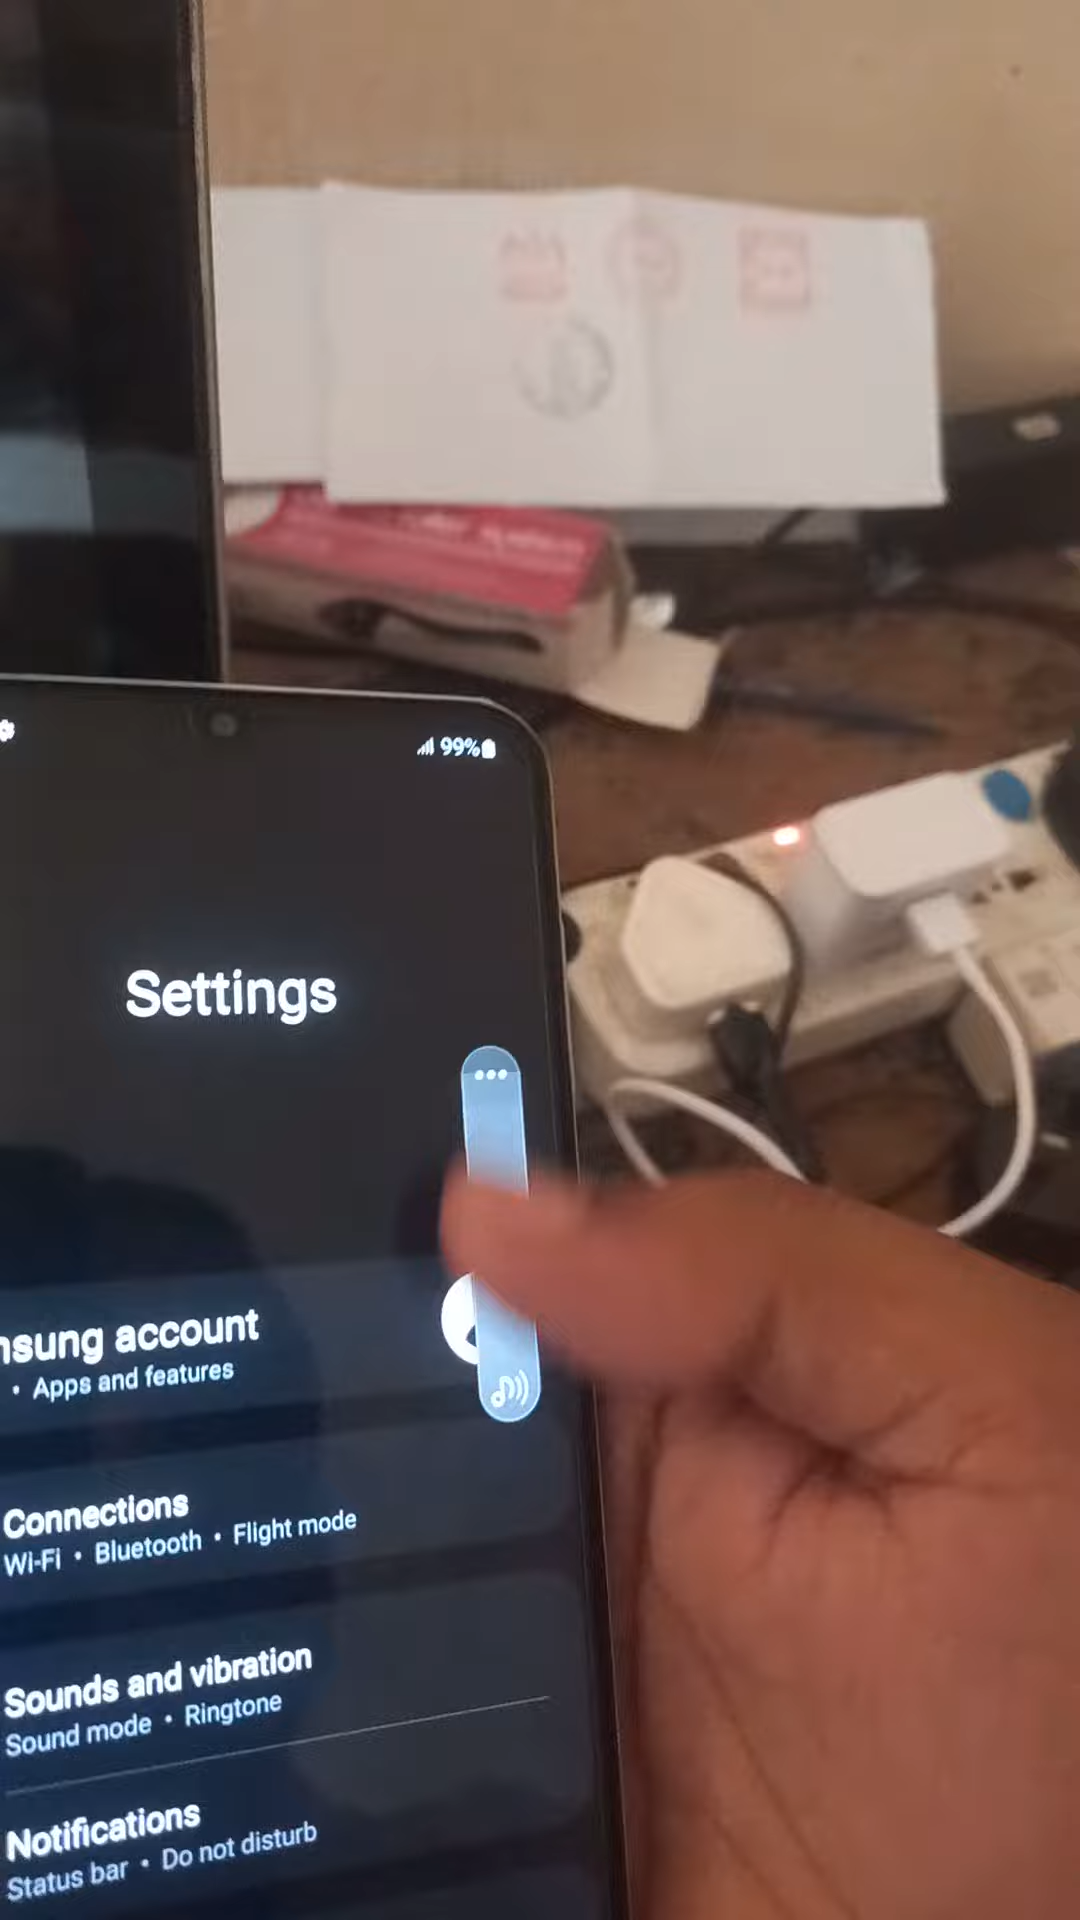 99%
Settings
nsung account
• Apps and features
Connections
Wi-Fi • Bluetooth • Flight mode
Sounds and vibration
Sound mode • Ringtone
Notifications
Status bar • Do not disturb